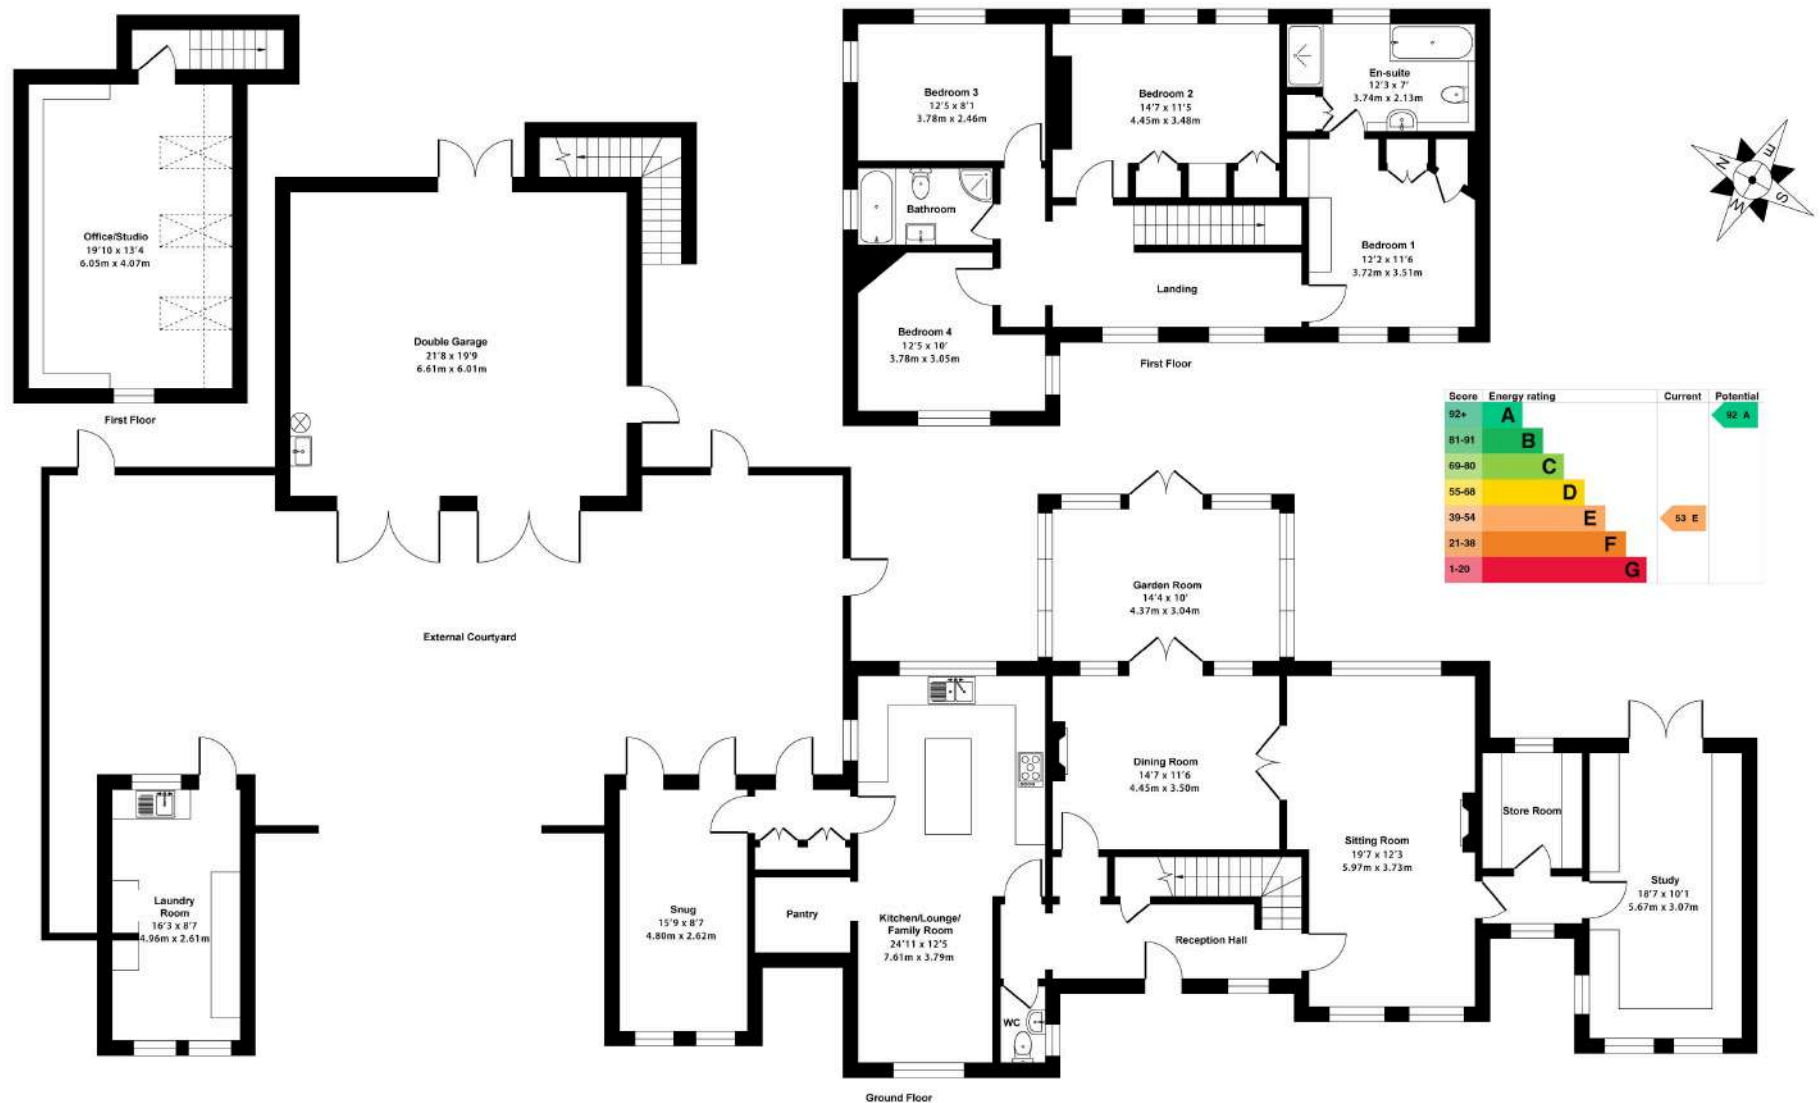 Bedroom 3
12'5 x 8'1
3.78m x 2.46m
Bedroom 2
14'7 x 11'5
4.45m x 3.48m
En-suite
12'3 x 7'
3.74m x 2.13m
N
E
S
W
Office/Studio
19'10 x 13'4
6.05m x 4.07m
Bathroom
Bedroom 1
12'2 x 11'6
3.72m x 3.51m
Landing
Bedroom 4
12'5 x 10'
3.78m x 3.05m
Double Garage
21'8 x 19'9
6.61m x 6.01m
First Floor
First Floor
Score Energy rating Current Potential
92+ A 92 A
81-91 B
69-80 C
55-68 D
39-54 E 53 E
21-38 F
1-20 G
Garden Room
14'4 x 10'
4.37m x 3.04m
External Courtyard
Dining Room
14'7 x 11'6
4.45m x 3.50m
Store Room
Sitting Room
19'7 x 12'3
5.97m x 3.73m
Study
18'7 x 10'1
5.67m x 3.07m
Laundry
Room
16'3 x 8'7
4.96m x 2.61m
Snug
15'9 x 8'7
4.80m x 2.62m
Pantry
Kitchen/Lounge/
Family Room
24'11 x 12'5
7.61m x 3.79m
Reception Hall
WC
Ground Floor